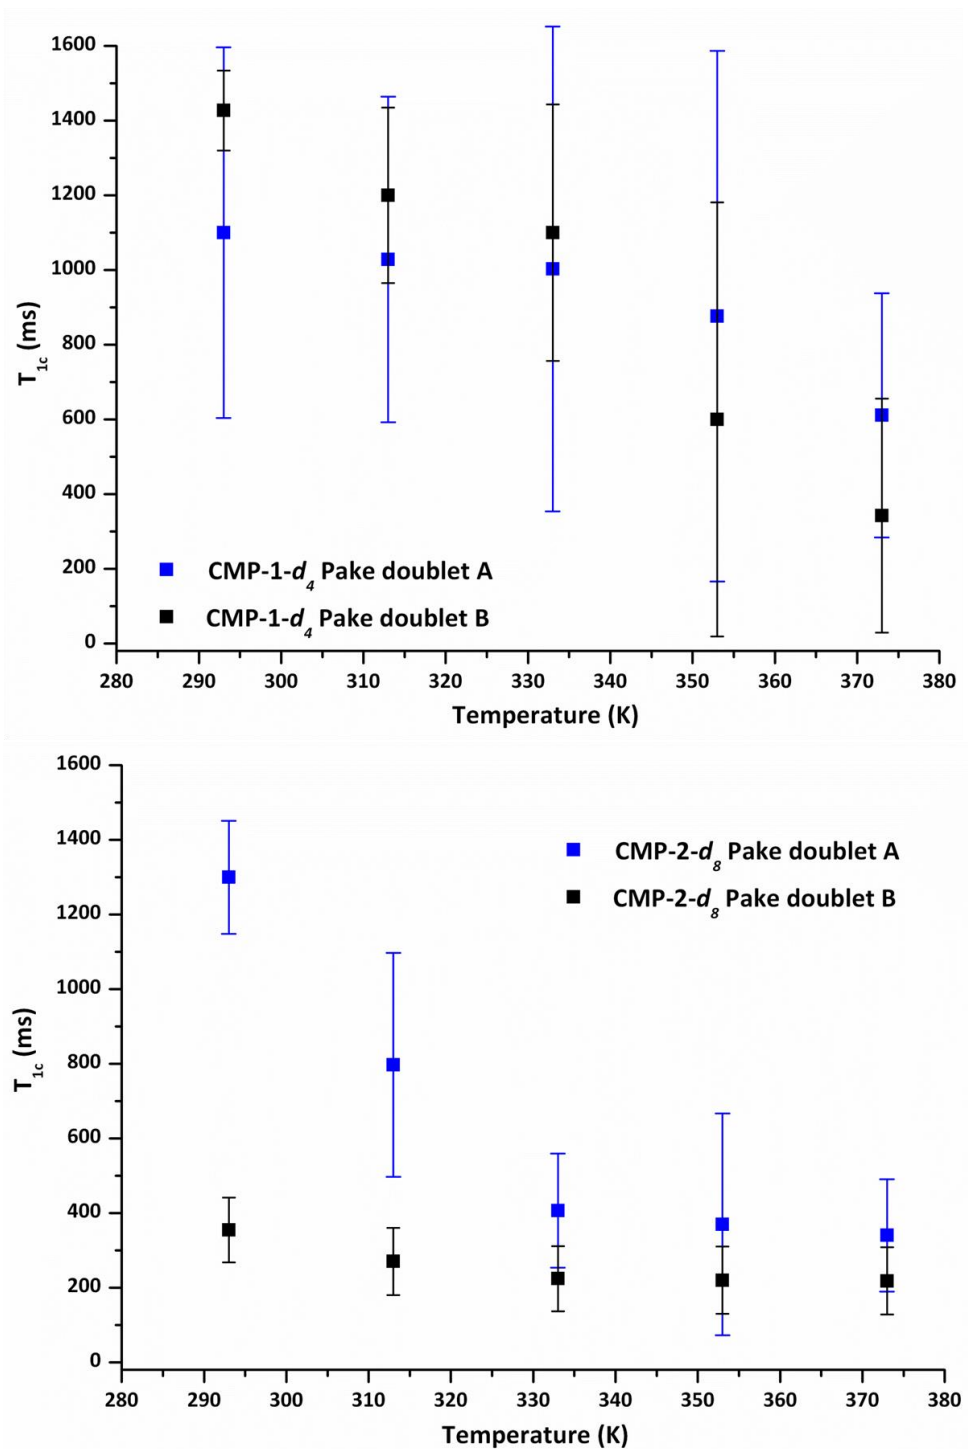 1600
1400
1200
1000
800
600
400
200
0
T1c (ms)
CMP-1-d4 Pake doublet A
CMP-1-d4 Pake doublet B
280 290 300 310 320 330 340 350 360 370 380
Temperature (K)
1600
1400
1200
1000
800
600
400
200
0
T1c (ms)
CMP-2-d8 Pake doublet A
CMP-2-d8 Pake doublet B
280 290 300 310 320 330 340 350 360 370 380
Temperature (K)